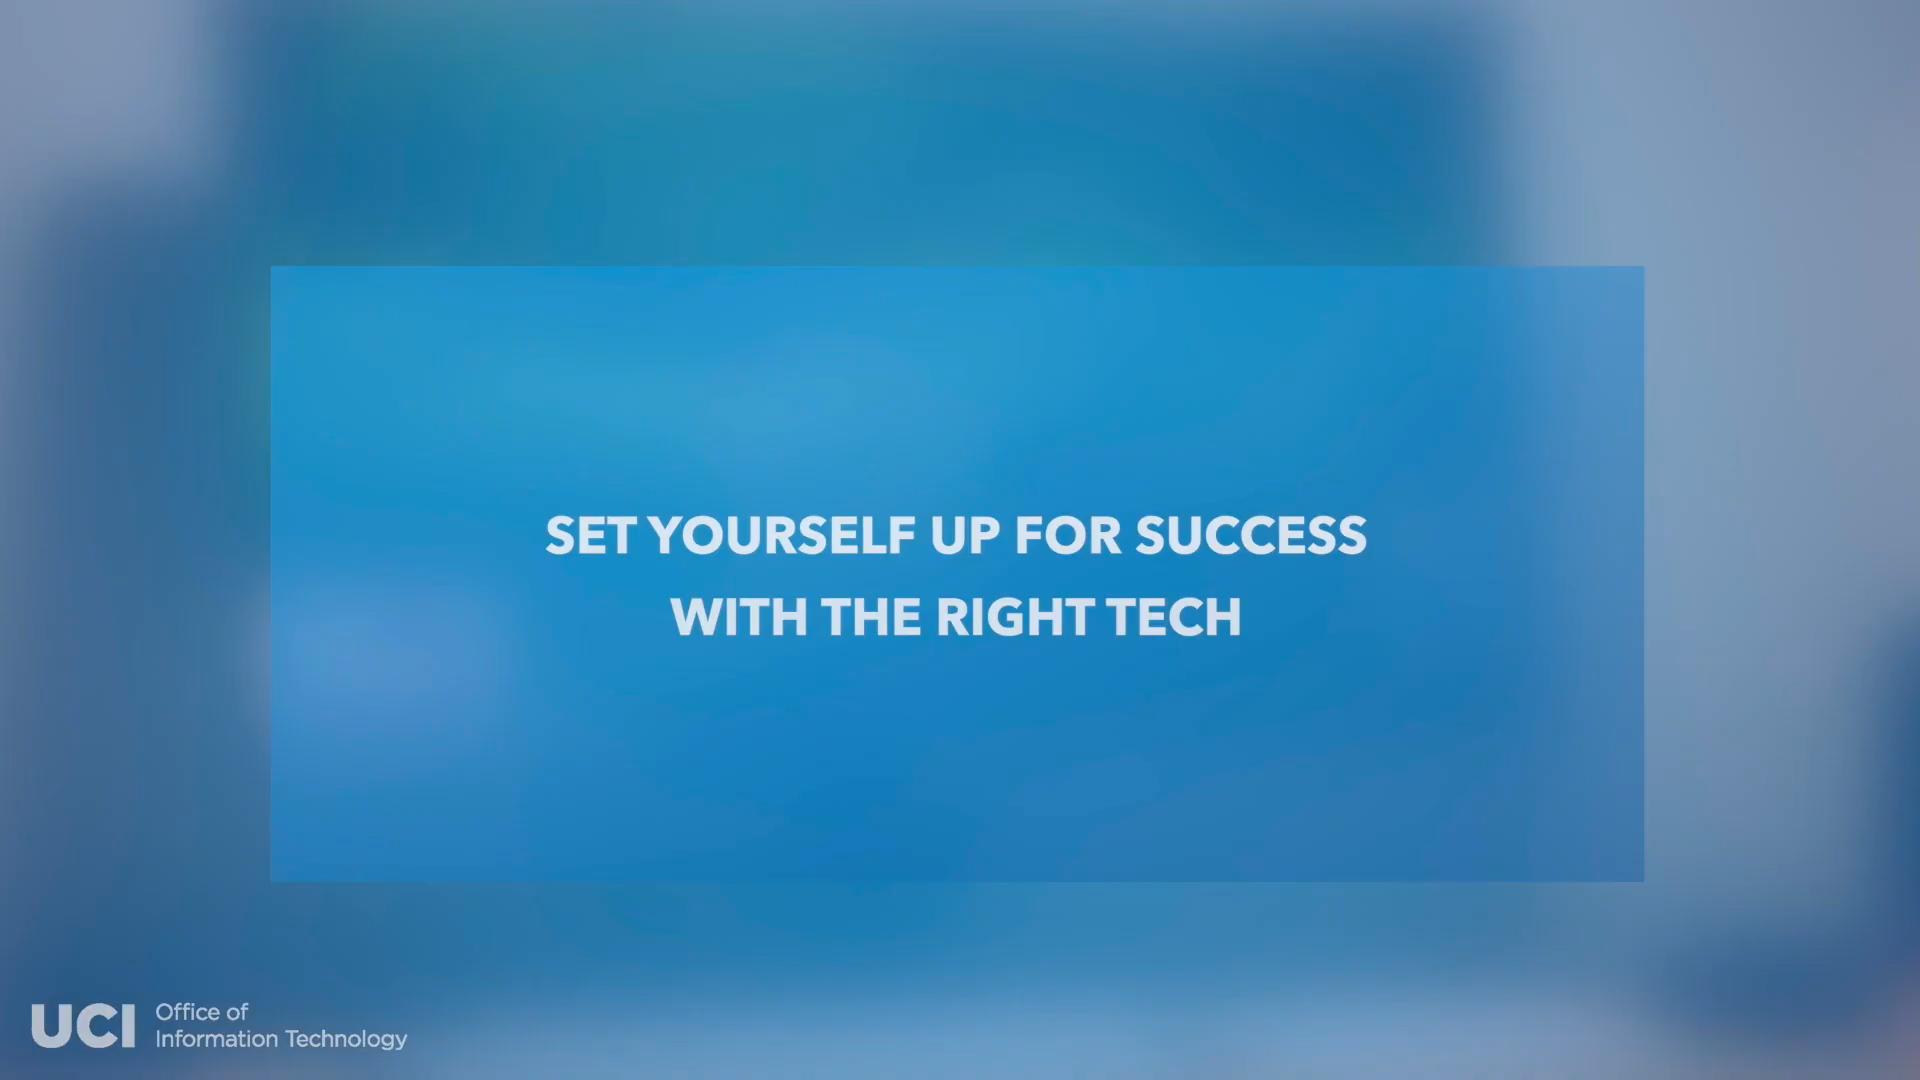 SET YOURSELF UP FOR SUCCESS
WITH THE RIGHT TECH
UCI Office of
Information Technology